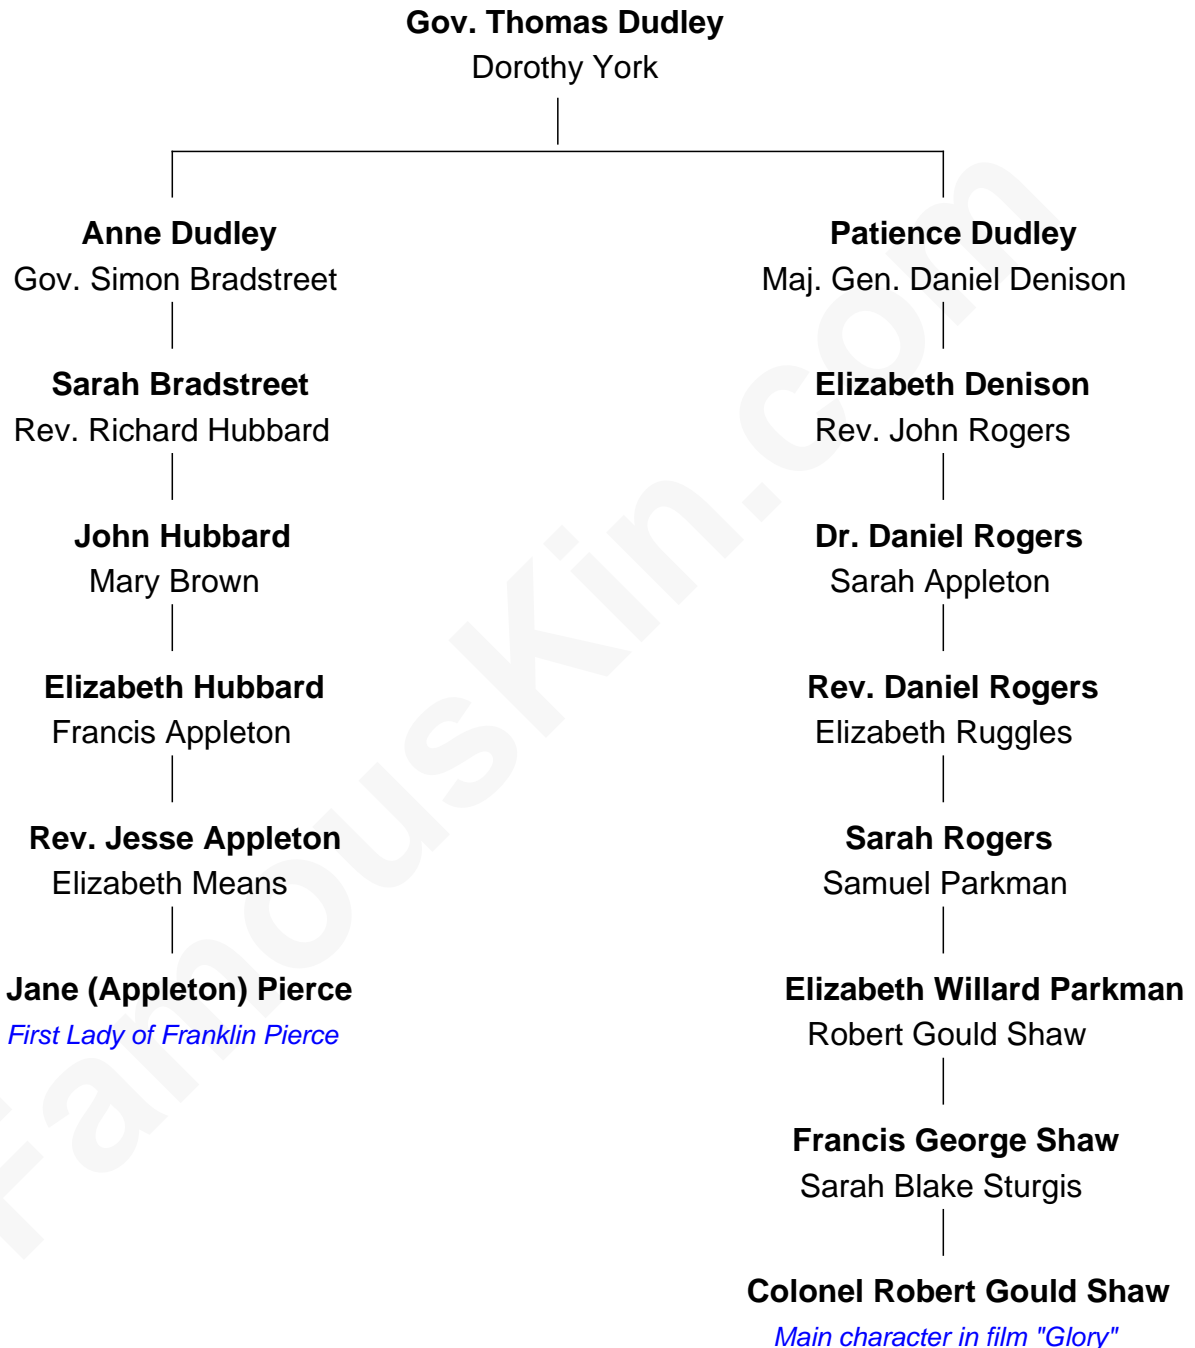 Gov. Thomas Dudley
Dorothy York
Anne Dudley
Gov. Simon Bradstreet
Sarah Bradstreet
Rev. Richard Hubbard
John Hubbard
Mary Brown
Elizabeth Hubbard
Francis Appleton
Rev. Jesse Appleton
Elizabeth Means
Jane (Appleton) Pierce
First Lady of Franklin Pierce
Patience Dudley
Maj. Gen. Daniel Denison
Elizabeth Denison
Rev. John Rogers
Dr. Daniel Rogers
Sarah Appleton
Rev. Daniel Rogers
Elizabeth Ruggles
Sarah Rogers
Samuel Parkman
Elizabeth Willard Parkman
Robert Gould Shaw
Francis George Shaw
Sarah Blake Sturgis
Colonel Robert Gould Shaw
Main character in film "Glory"
FamousKin.com